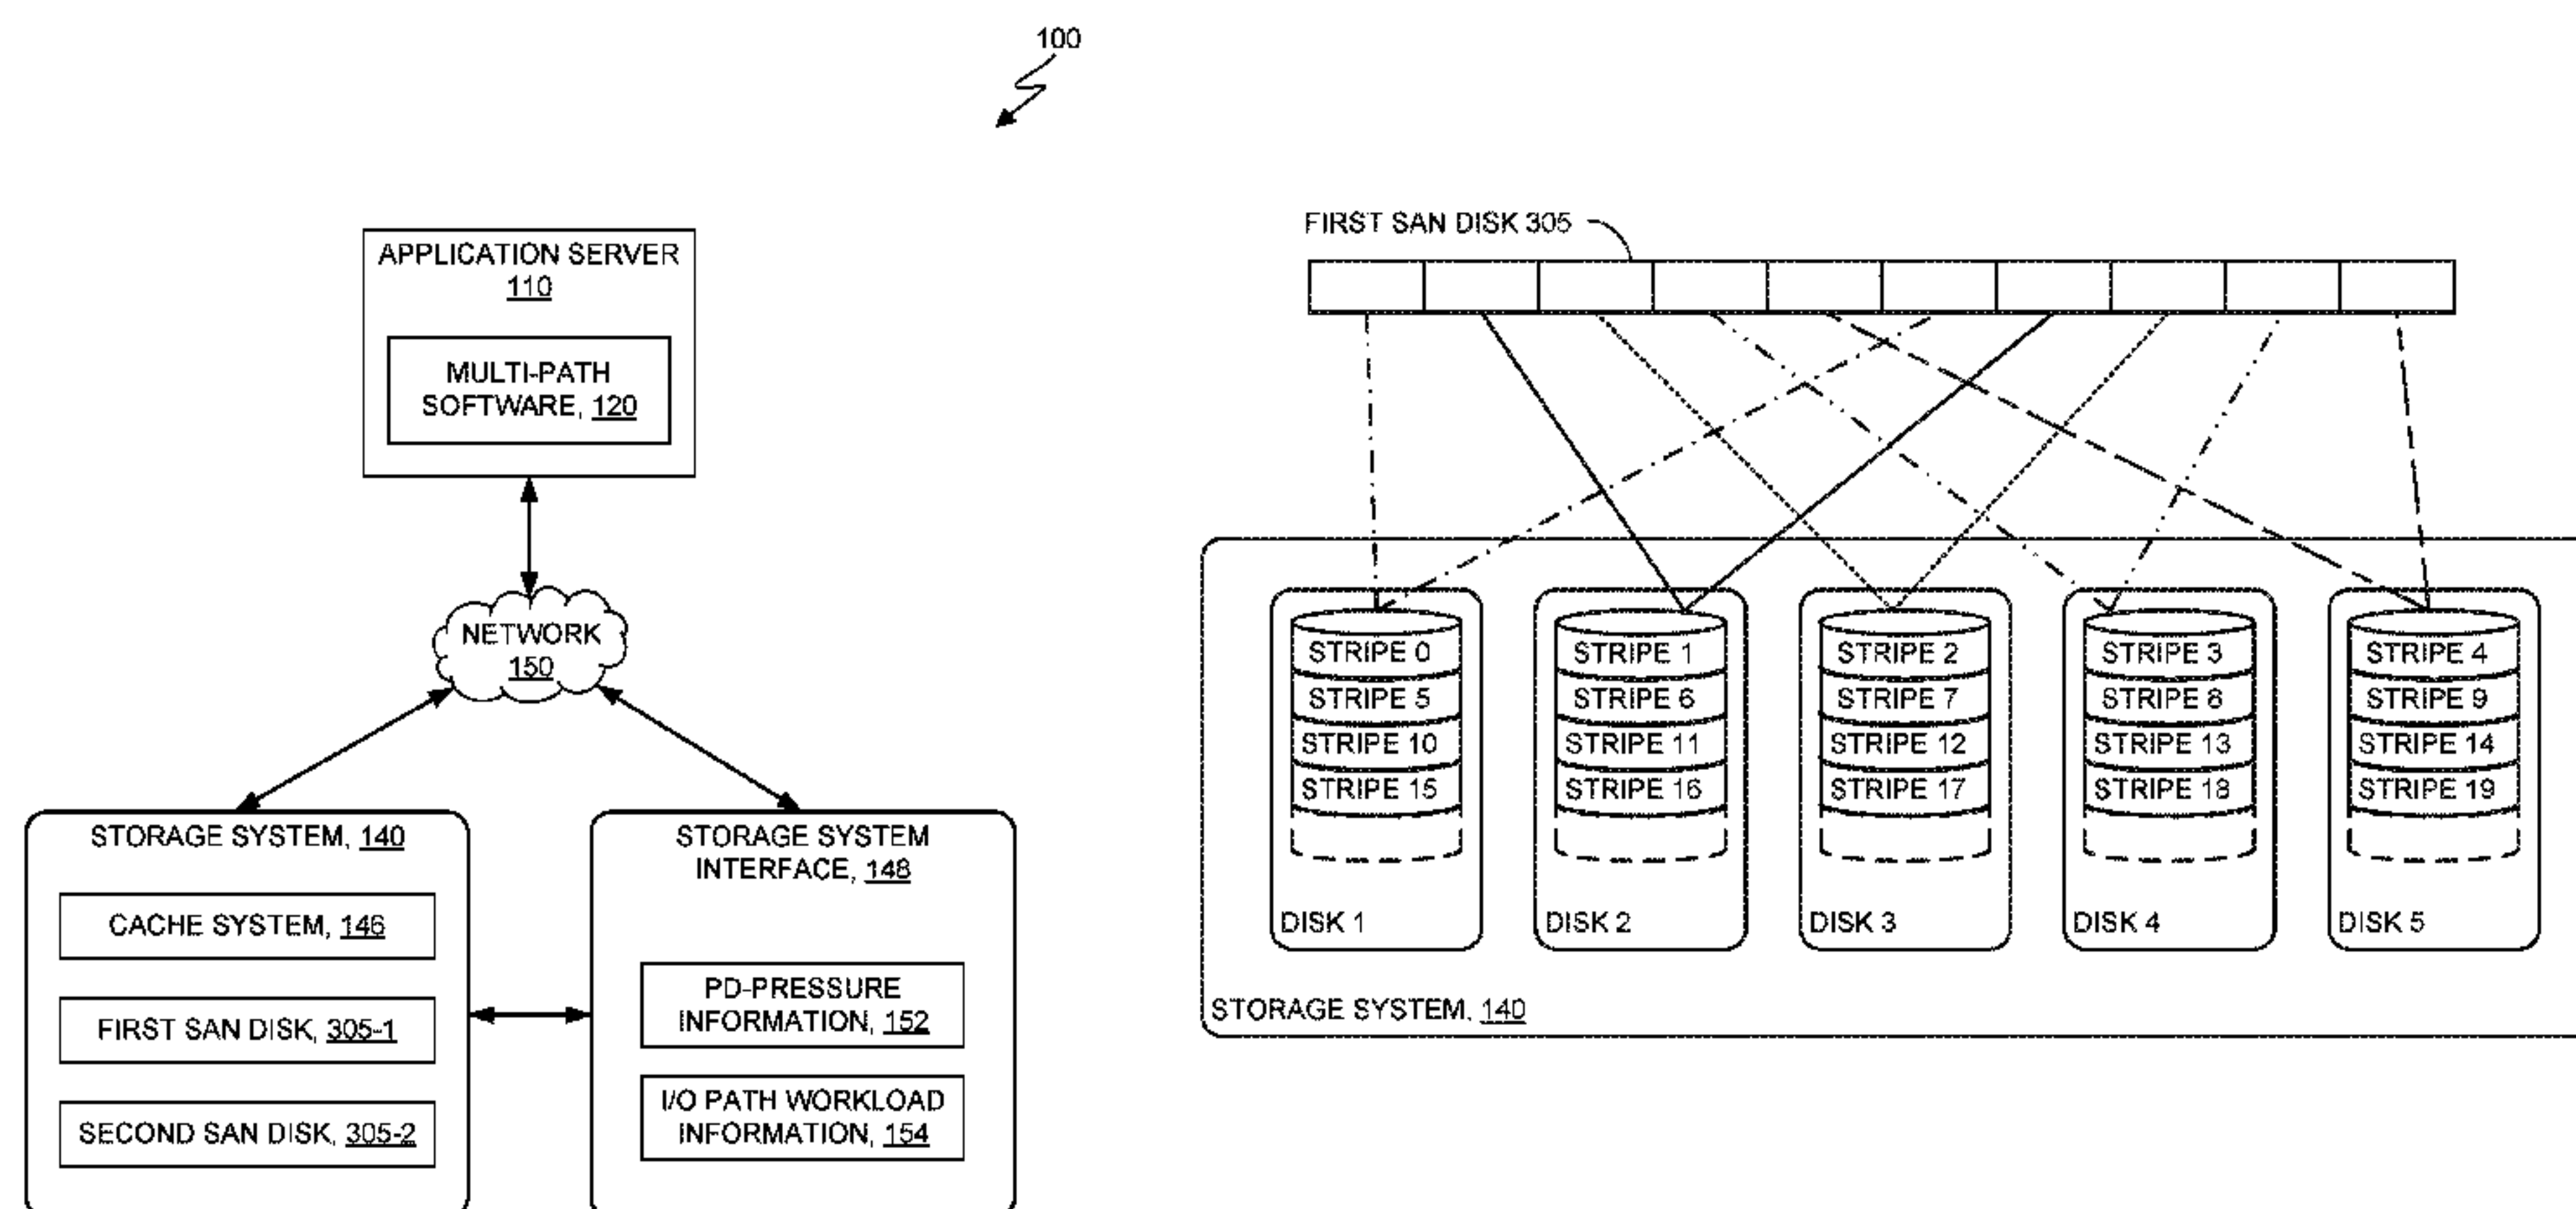 100
APPLICATION SERVER
110
MULTI-PATH
SOFTWARE, 120
NETWORK
150
STORAGE SYSTEM, 140
CACHE SYSTEM, 146
FIRST SAN DISK, 305-1
SECOND SAN DISK, 305-2
STORAGE SYSTEM
INTERFACE, 148
PD-PRESSURE
INFORMATION, 152
I/O PATH WORKLOAD
INFORMATION, 154
FIRST SAN DISK 305
STRIPE 0
STRIPE 5
STRIPE 10
STRIPE 15
DISK 1
STRIPE 1
STRIPE 6
STRIPE 11
STRIPE 16
DISK 2
STRIPE 2
STRIPE 7
STRIPE 12
STRIPE 17
DISK 3
STRIPE 3
STRIPE 8
STRIPE 13
STRIPE 18
DISK 4
STRIPE 4
STRIPE 9
STRIPE 14
STRIPE 19
DISK 5
STORAGE SYSTEM, 140